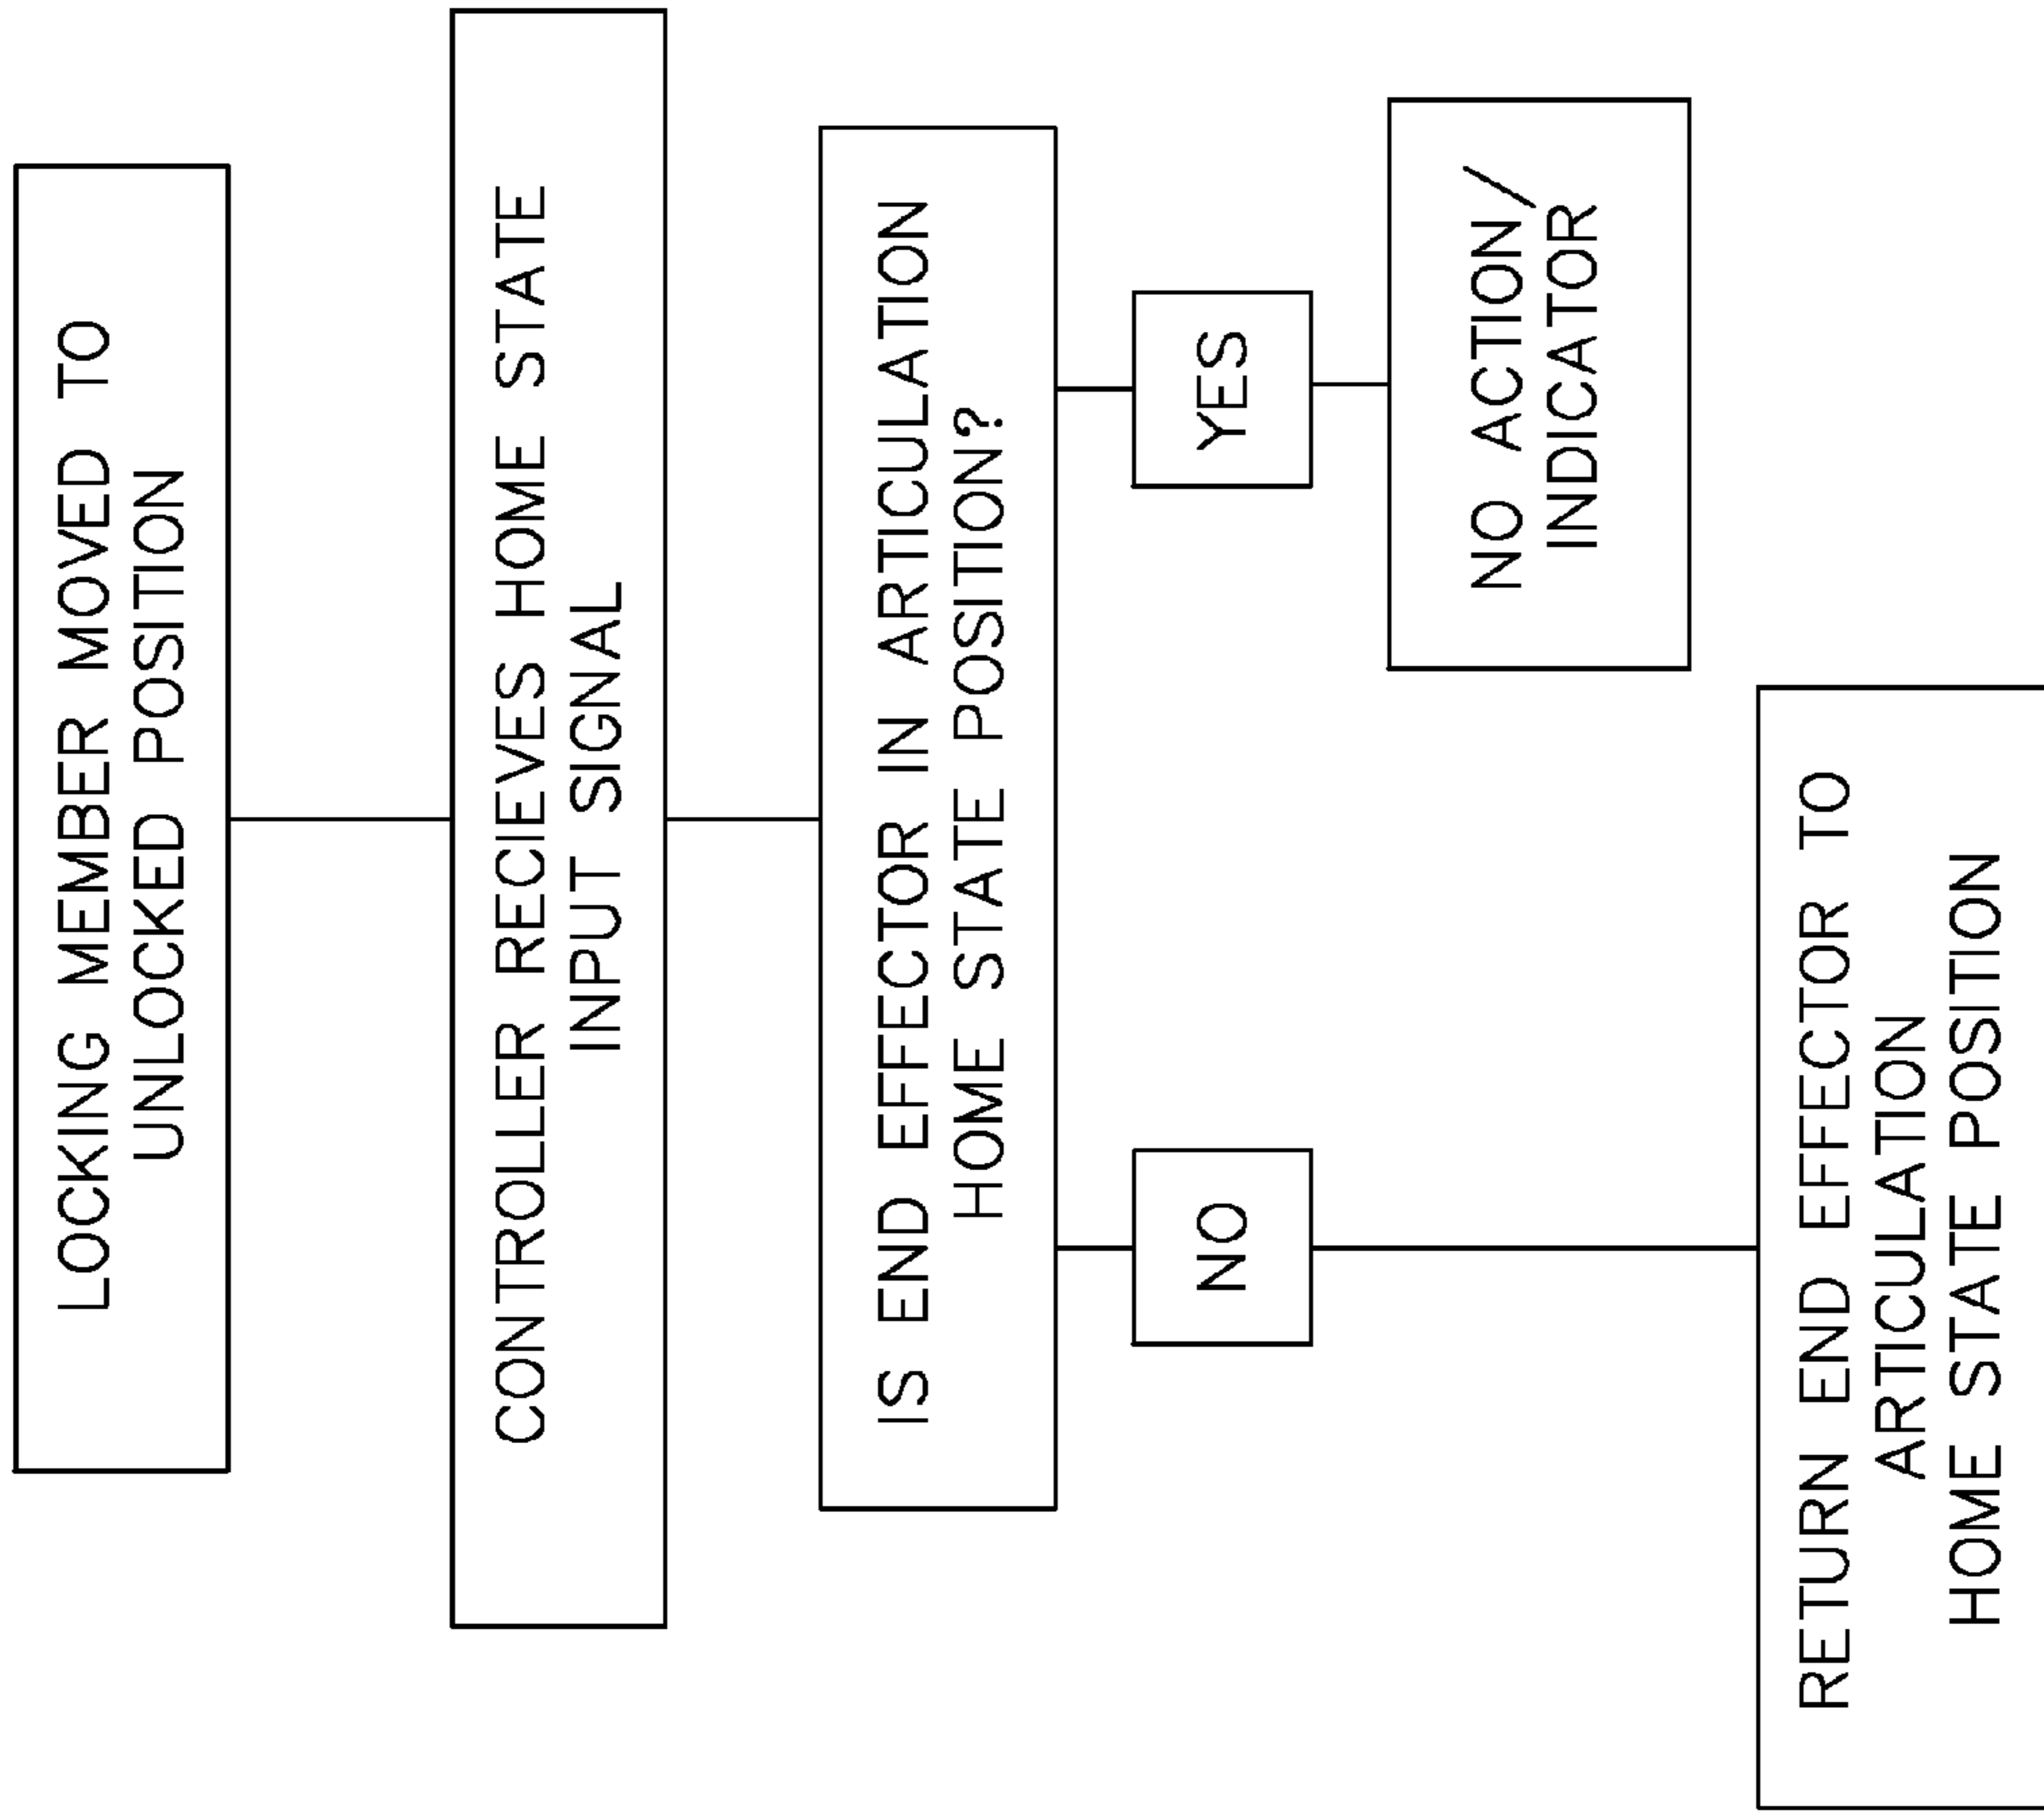 LOCKING MEMBER MOVED TO
UNLOCKED POSITION
CONTROLLER RECIEVES HOME STATE
INPUT SIGNAL
IS END EFFECTOR IN ARTICULATION
HOME STATE POSITION?
NO
YES
NO ACTION/
INDICATOR
RETURN END EFFECTOR TO
ARTICULATION
HOME STATE POSITION